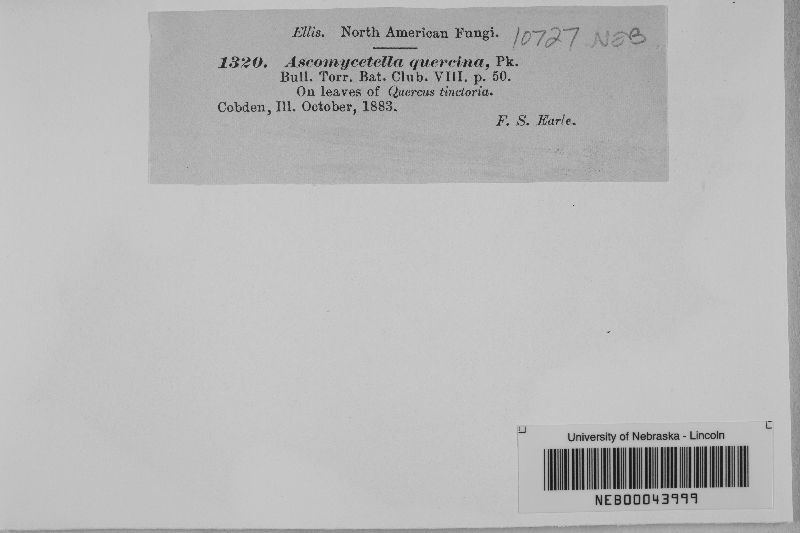 Ellis. North American Fungi. 10727 NEB
1320. Ascomycetella quercina, Pk.
Bull. Torr. Bat. Club. VIII. p. 50.
On leaves of Quercus tinctoria.
Cobden, Ill. October, 1883.
F. S. Earle.
University of Nebraska - Lincoln
NEB00043999